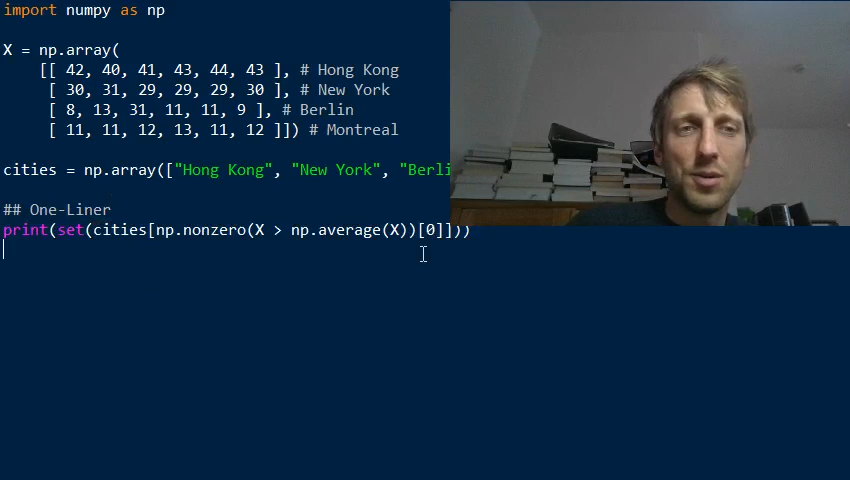 import numpy as np
X = np.array(
[[ 42, 40, 41, 43, 44, 43 ], # Hong Kong
[ 30, 31, 29, 29, 29, 30 ], # New York
[ 8, 13, 31, 11, 11, 9 ], # Berlin
[ 11, 11, 12, 13, 11, 12 ]]) # Montreal
cities = np.array(["Hong Kong", "New York", "Berli
## One-Liner
print(set(cities[np.nonzero(X > np.average(X))[0]]))